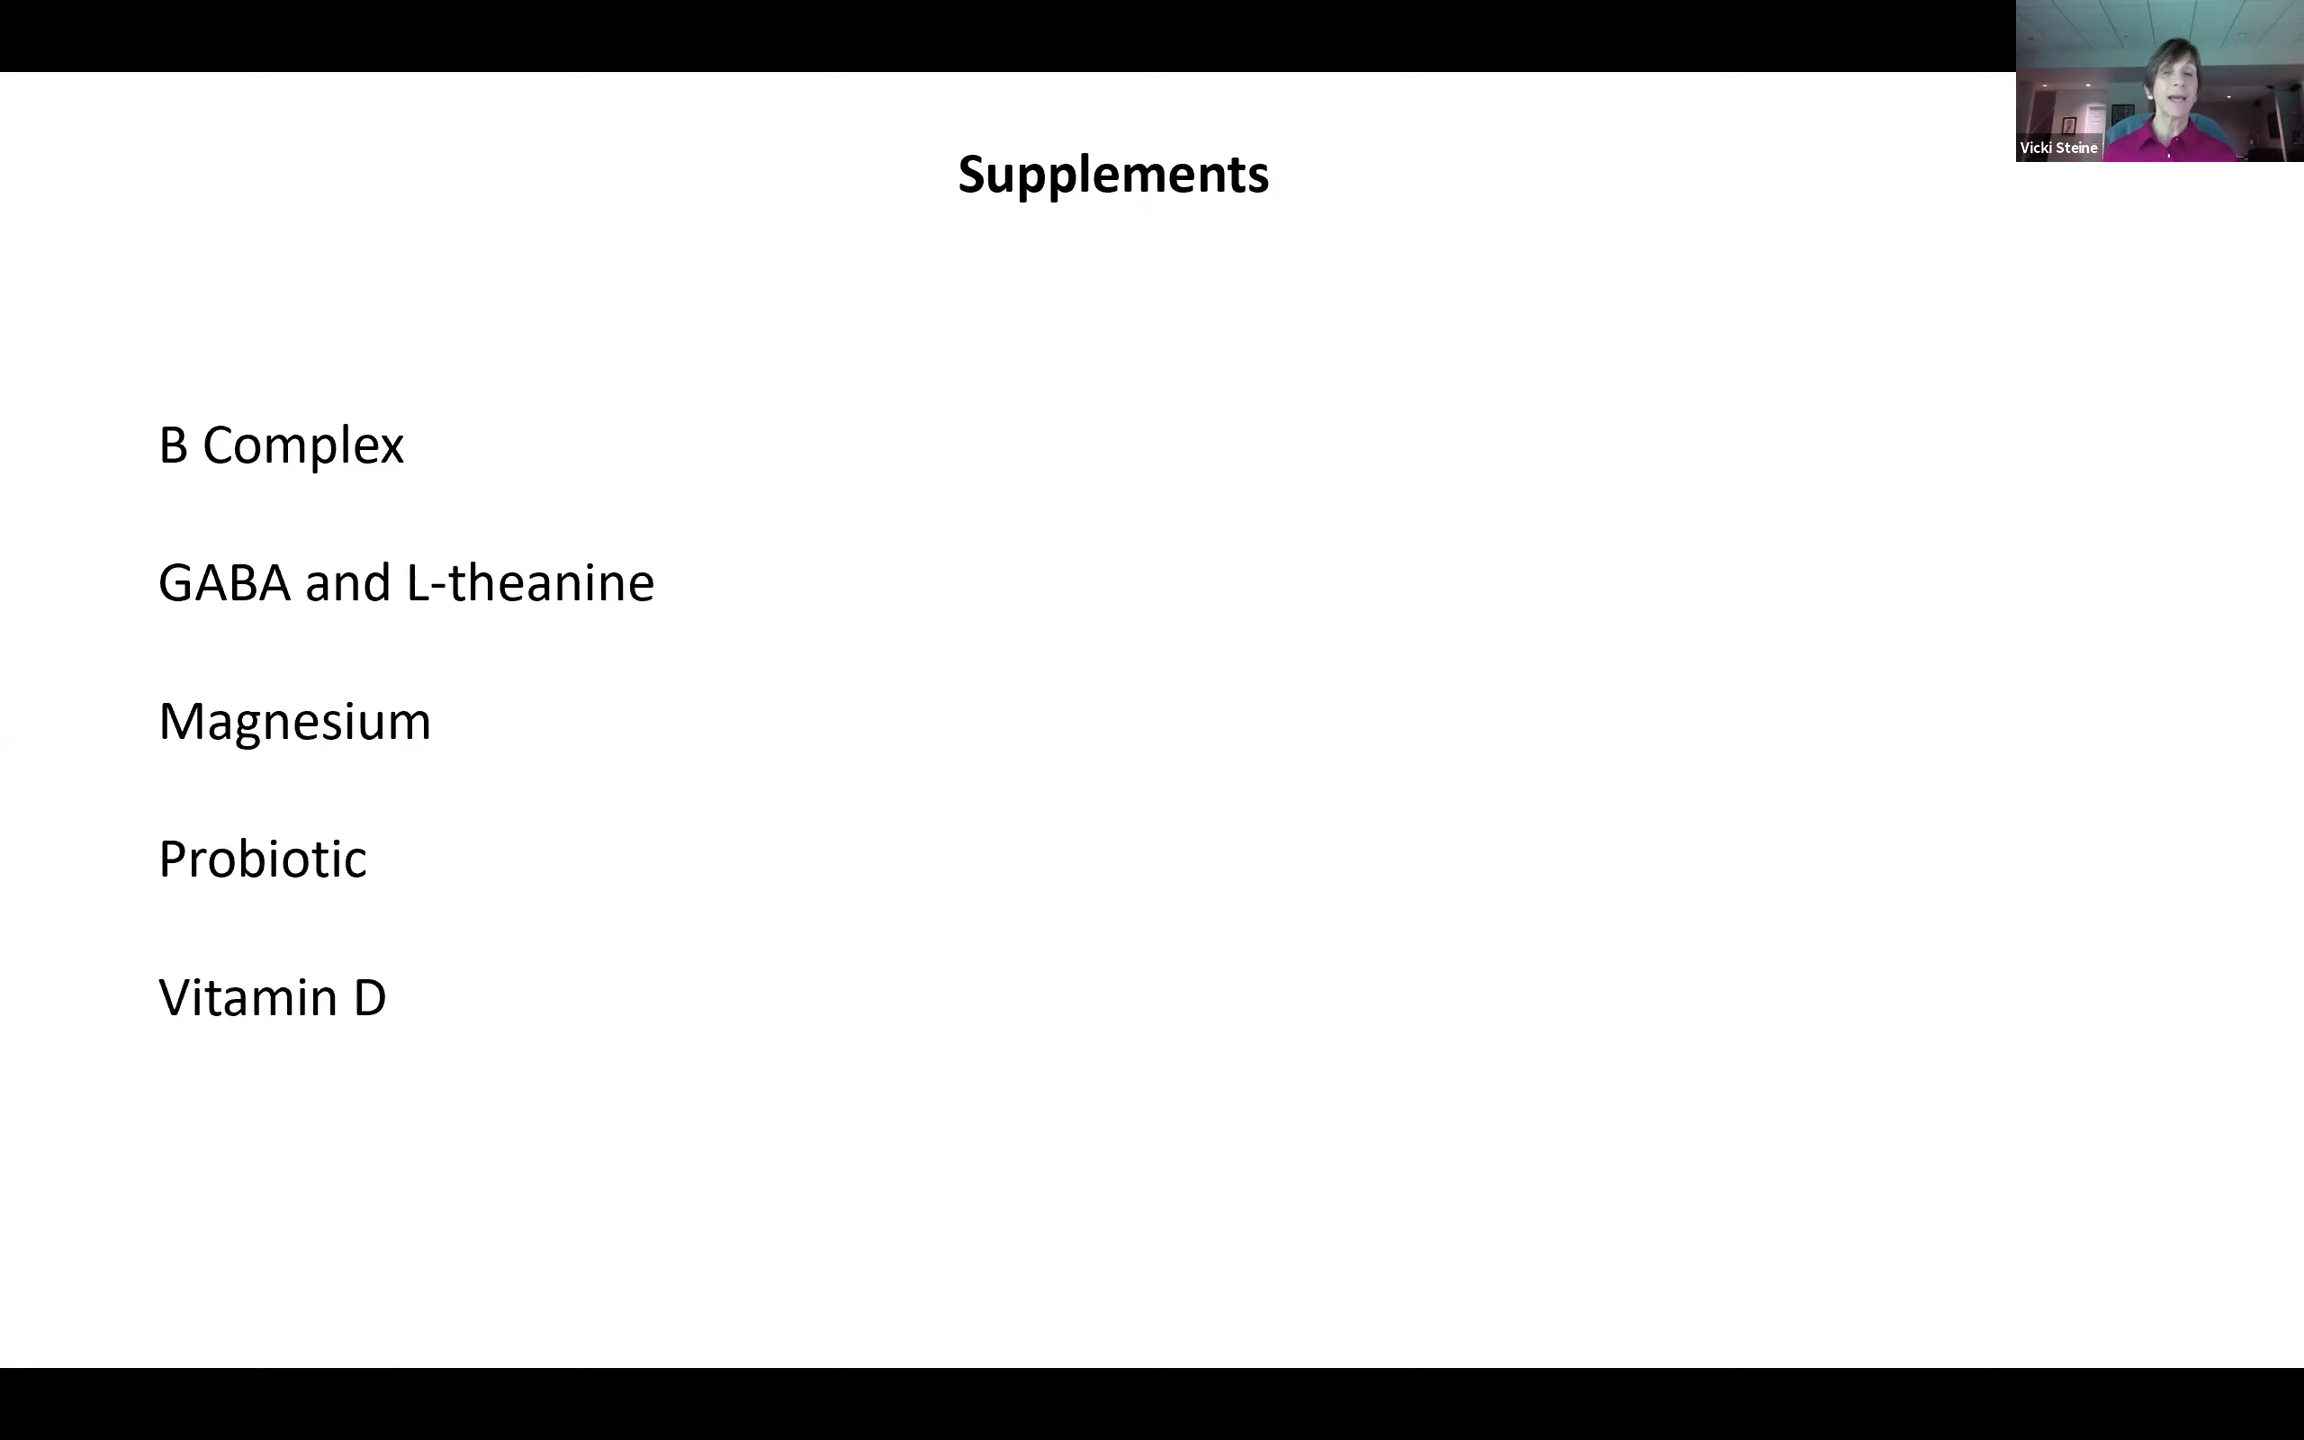 Vicki Steine
Supplements
B Complex
GABA and L-theanine
Magnesium
Probiotic
Vitamin D